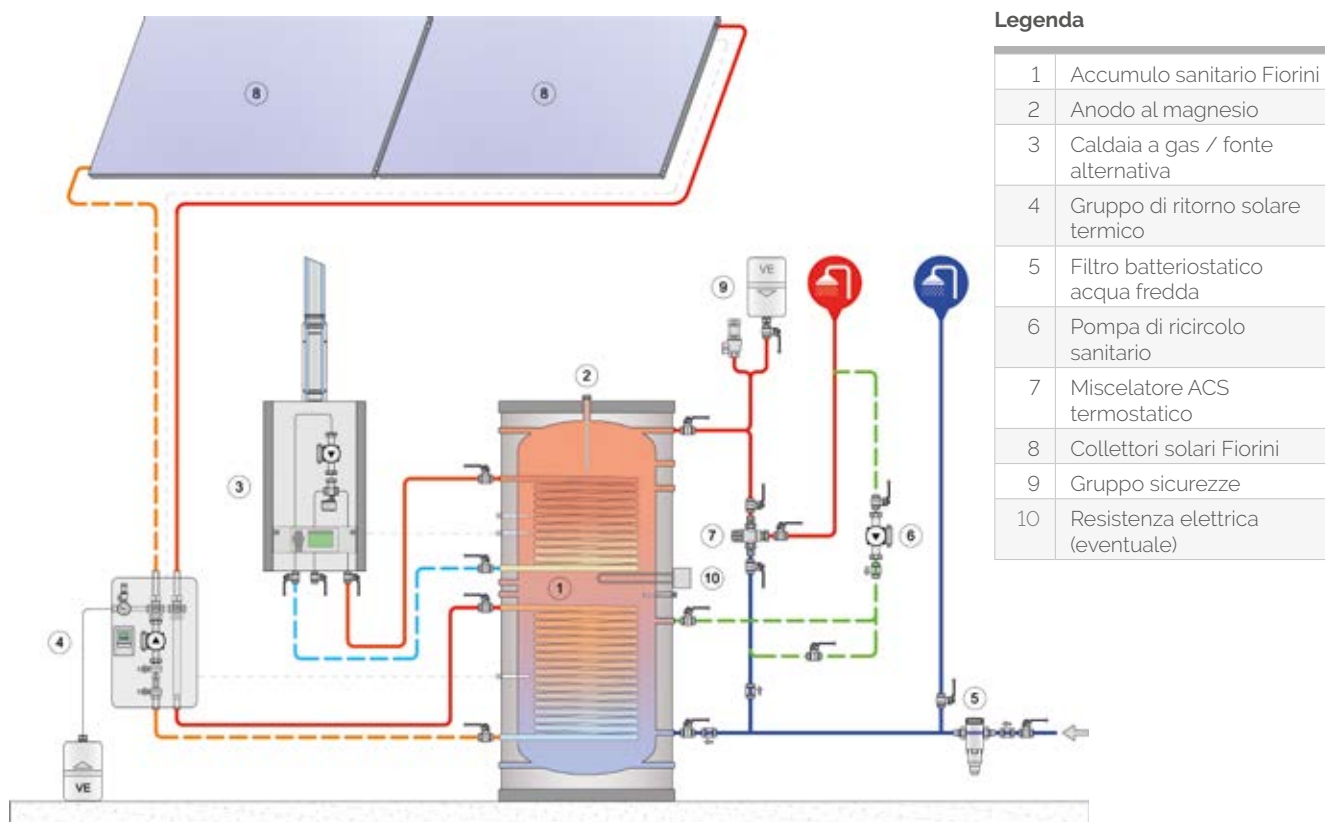 Legenda
1 Accumulo sanitario Fiorini
2 Anodo al magnesio
3 Caldaia a gas / fonte
alternativa
4 Gruppo di ritorno solare
termico
5 Filtro batteriostatico
acqua fredda
6 Pompa di ricircolo
sanitario
7 Miscelatore ACS
termostatico
8 Collettori solari Fiorini
9 Gruppo sicurezze
10 Resistenza elettrica
(eventuale)
8
8
VE
9
2
3
7
6
10
1
4
5
VE